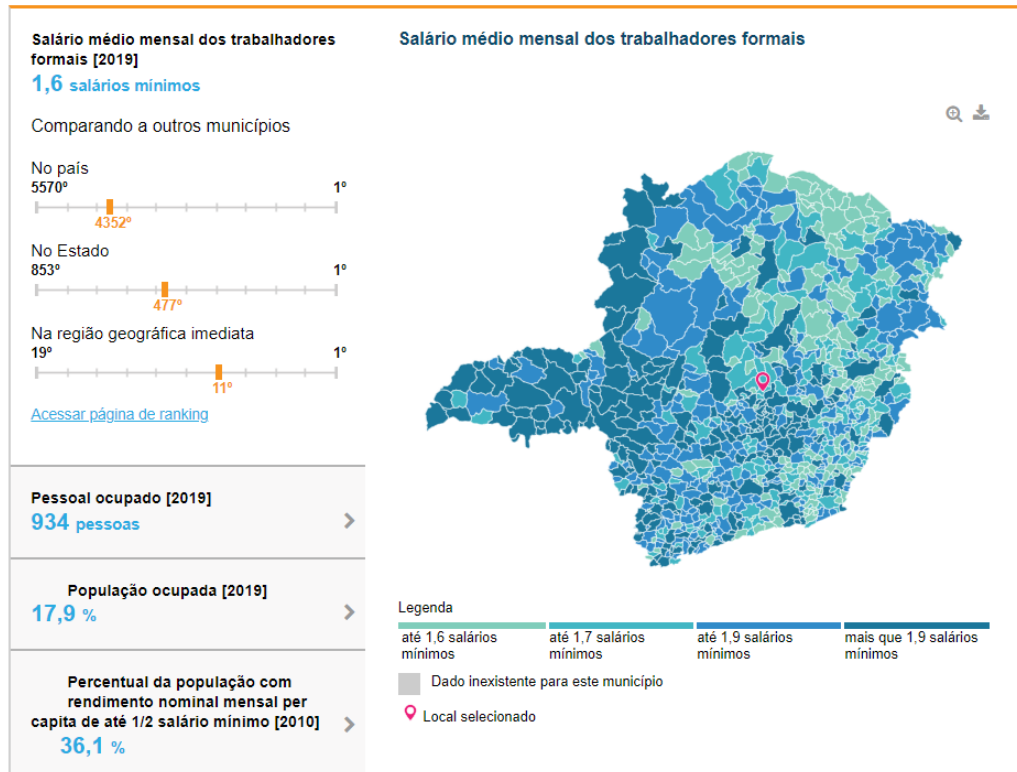 Salário médio mensal dos trabalhadores
formais [2019]
1,6 salários mínimos
Comparando a outros municípios
No país
5570º 1º
4352º
No Estado
853º 1º
477º
Na região geográfica imediata
19º 1º
11º
Acessar página de ranking
Pessoal ocupado [2019]
934 pessoas
População ocupada [2019]
17,9 %
Percentual da população com
rendimento nominal mensal per
capita de até 1/2 salário mínimo [2010]
36,1 %
Salário médio mensal dos trabalhadores formais
Legenda
até 1,6 salários
mínimos
até 1,7 salários
mínimos
até 1,9 salários
mínimos
mais que 1,9 salários
mínimos
Dado inexistente para este município
Local selecionado